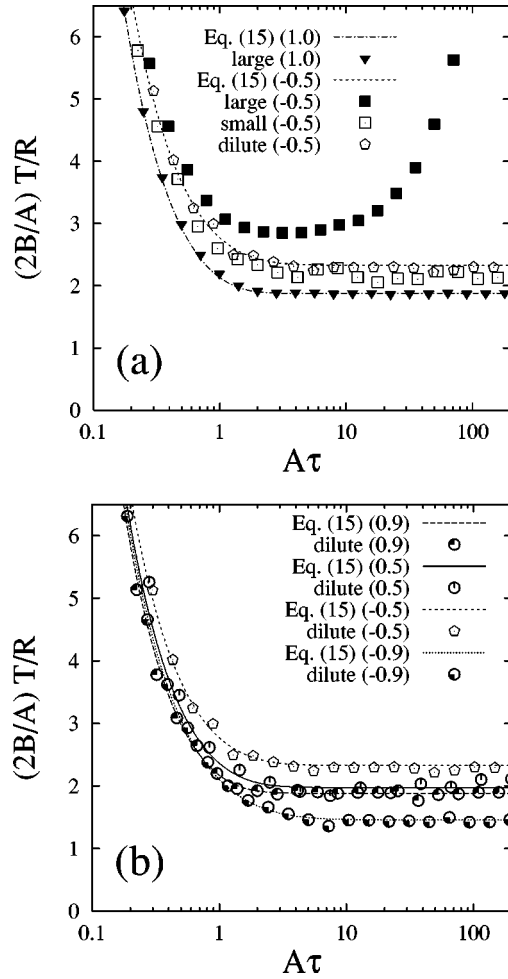 6
5
4
3
2
1
0
(2B/A) T/R
Eq. (15) (1.0)
large (1.0)
Eq. (15) (-0.5)
large (-0.5)
small (-0.5)
dilute (-0.5)
(a)
0.1
1
10
100
Aτ
6
5
4
3
2
1
0
(2B/A) T/R
Eq. (15) (0.9)
dilute (0.9)
Eq. (15) (0.5)
dilute (0.5)
Eq. (15) (-0.5)
dilute (-0.5)
Eq. (15) (-0.9)
dilute (-0.9)
(b)
0.1
1
10
100
Aτ